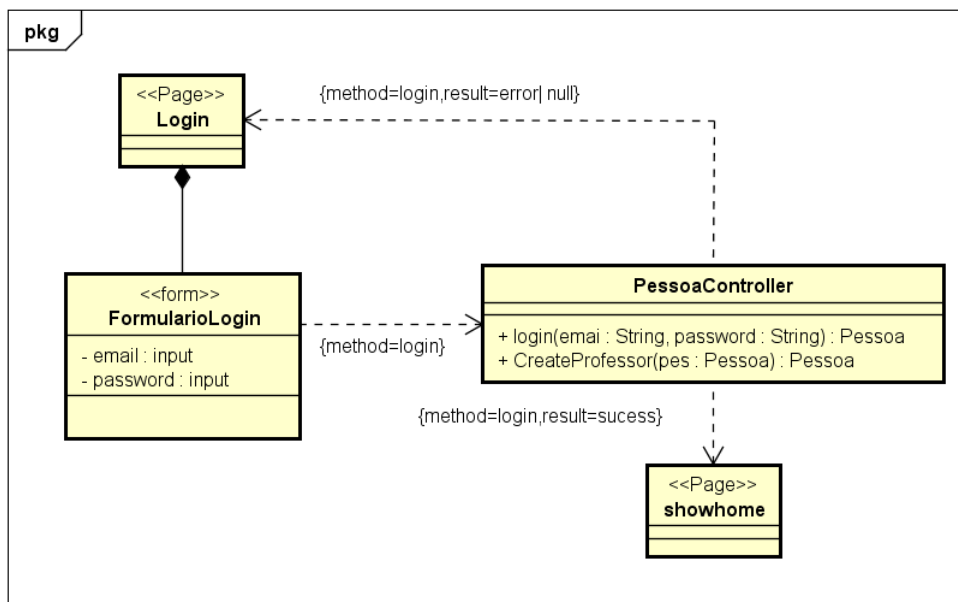 pkg
<<Page>>
Login
{method=login,result=error| null}
<<form>>
FormularioLogin
- email : input
- password : input
{method=login}
PessoaController
+ login(emai : String, password : String) : Pessoa
+ CreateProfessor(pes : Pessoa) : Pessoa
{method=login,result=sucess}
<<Page>>
showhome